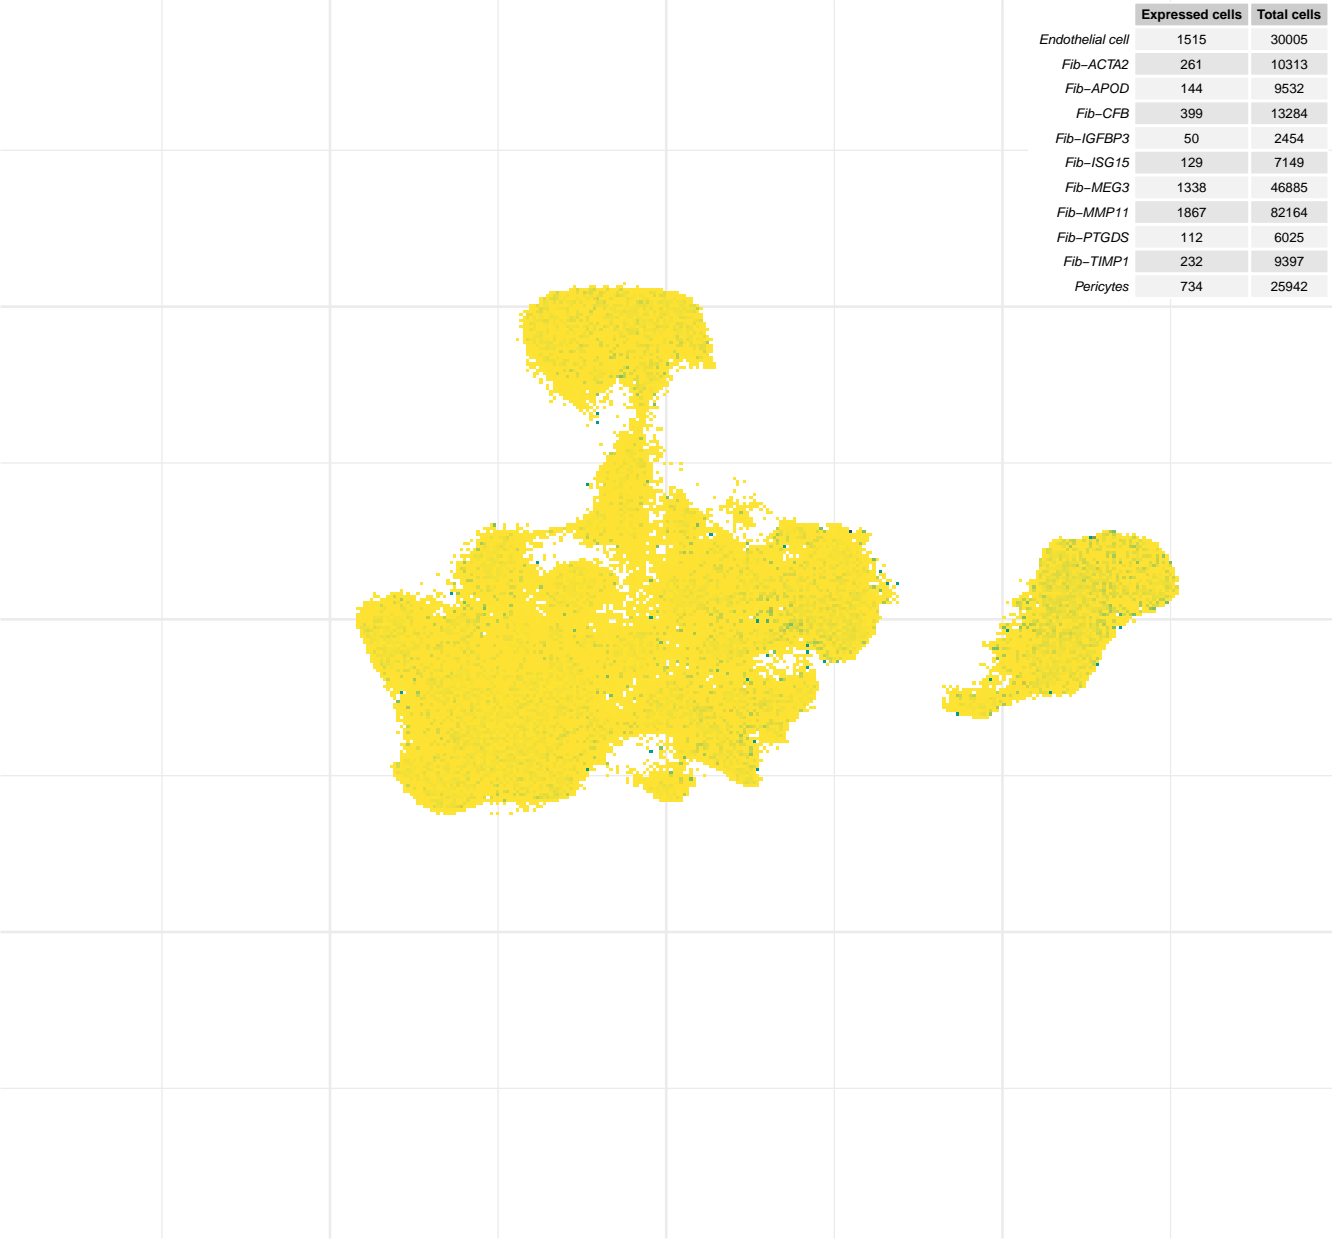 Expressed cells Total cells
Endothelial cell 1515 30005
Fib−ACTA2 261 10313
Fib−APOD 144 9532
Fib−CFB 399 13284
Fib−IGFBP3 50 2454
Fib−ISG15 129 7149
Fib−MEG3 1338 46885
Fib−MMP11 1867 82164
Fib−PTGDS 112 6025
Fib−TIMP1 232 9397
Pericytes 734 25942